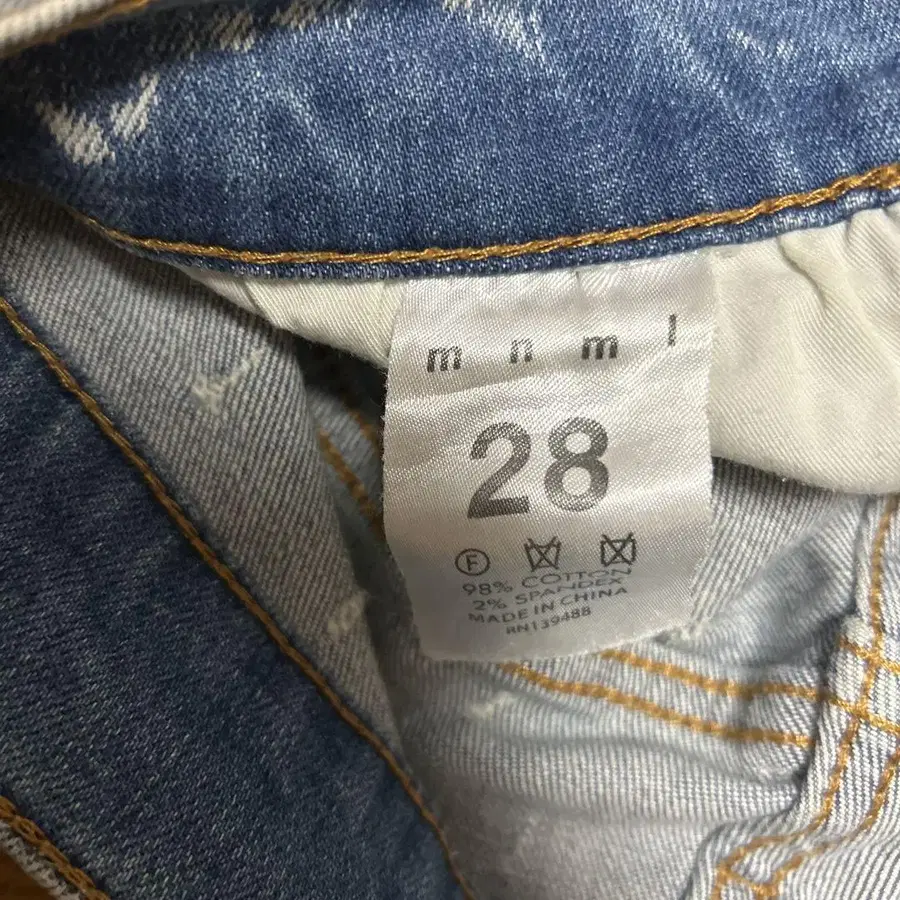 m n m l
28
F
98% COTTON
2% SPANDEX
MADE IN CHINA
RN139488